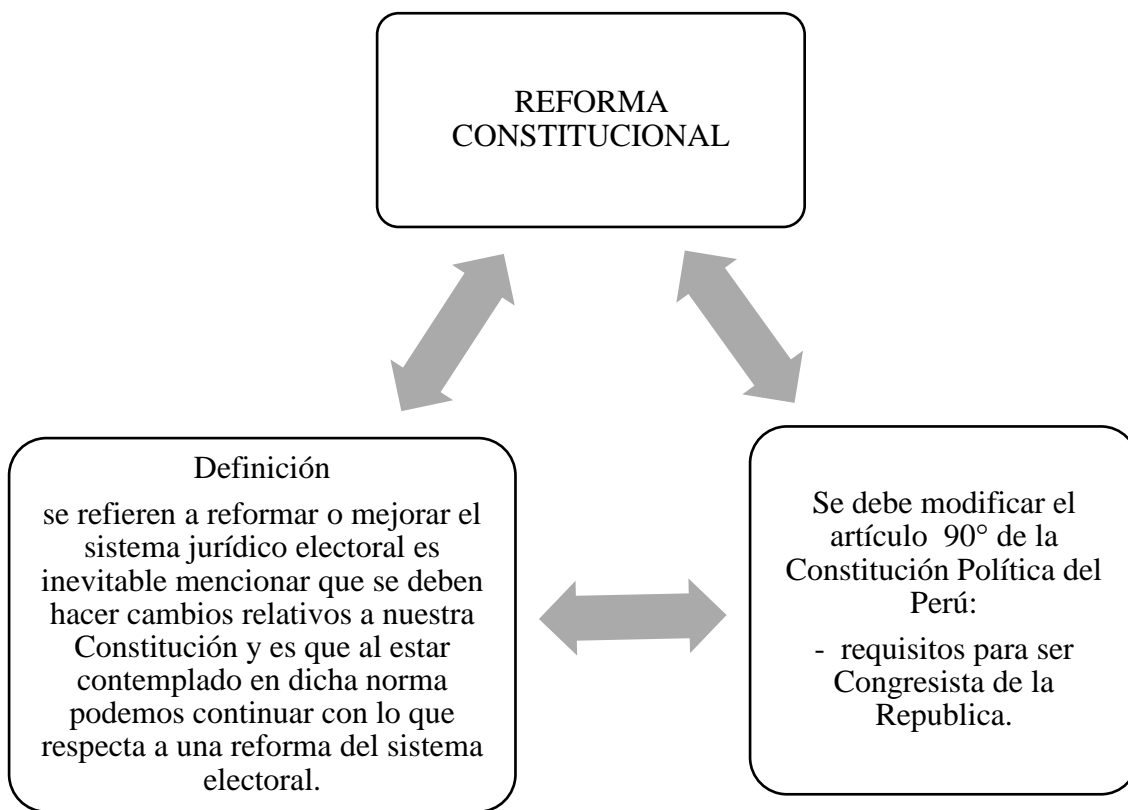 REFORMA
CONSTITUCIONAL
Definición
se refieren a reformar o mejorar el
sistema jurídico electoral es
inevitable mencionar que se deben
hacer cambios relativos a nuestra
Constitución y es que al estar
contemplado en dicha norma
podemos continuar con lo que
respecta a una reforma del sistema
electoral.
Se debe modificar el
artículo 90° de la
Constitución Política del
Perú:
- requisitos para ser
Congresista de la
Republica.